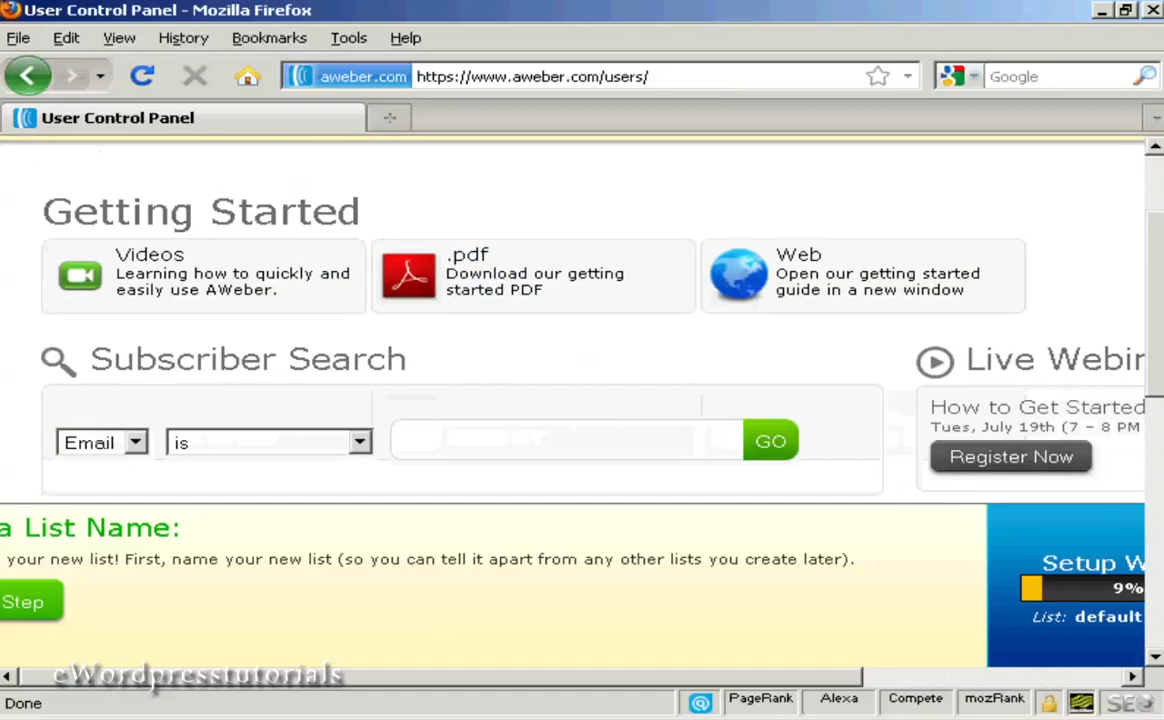 User Control Panel - Mozilla Firefox
File Edit View History Bookmarks Tools Help
aweber.com https://www.aweber.com/users/ Google
User Control Panel
Getting Started
Videos
Learning how to quickly and
easily use AWeber.
.pdf
Download our getting
started PDF
Web
Open our getting started
guide in a new window
Subscriber Search
Email is GO
Live Webin
How to Get Started
Tues, July 19th (7 - 8 PM
Register Now
a List Name:
your new list! First, name your new list (so you can tell it apart from any other lists you create later).
Step
Setup W
9%
List: default
eWordpresstutorials
Done PageRank Alexa Compete mozRank SEO